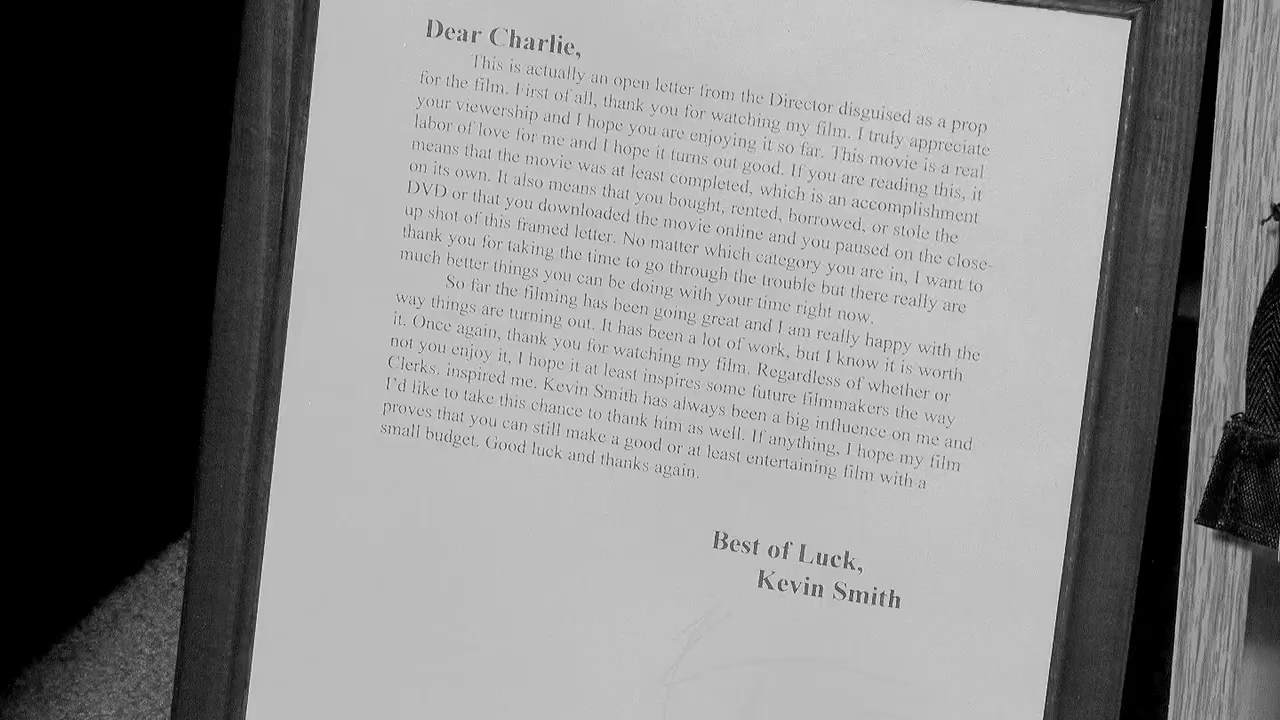 Dear Charlie,
This is actually an open letter from the Director disguised as a prop
for the film. First of all, thank you for watching my film. I truly appreciate
your viewership and I hope you are enjoying it so far. This movie is a real
labor of love for me and I hope it turns out good. If you are reading this, it
means that the movie was at least completed, which is an accomplishment
on its own. It also means that you bought, rented, borrowed, or stole the
DVD or that you downloaded the movie online and you paused on the close-
up shot of this framed letter. No matter which category you are in, I want to
thank you for taking the time to go through the trouble but there really are
much better things you can be doing with your time right now.
So far the filming has been going great and I am really happy with the
way things are turning out. It has been a lot of work, but I know it is worth
it. Once again, thank you for watching my film. Regardless of whether or
not you enjoy it, I hope it at least inspires some future filmmakers the way
Clerks. inspired me. Kevin Smith has always been a big influence on me and
I'd like to take this chance to thank him as well. If anything, I hope my film
proves that you can still make a good or at least entertaining film with a
small budget. Good luck and thanks again.
Best of Luck,
Kevin Smith